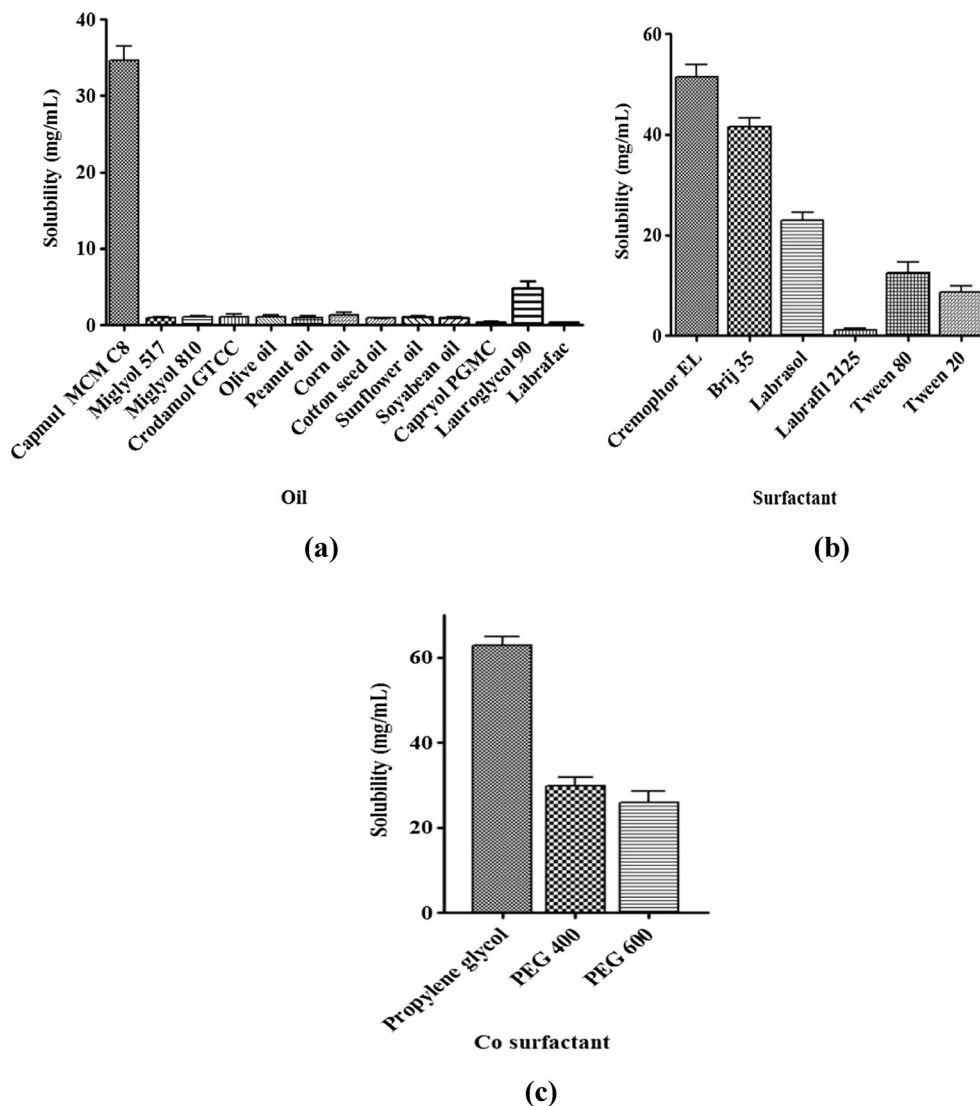 40
30
20
10
0
Solubility (mg/mL)
Capmul MCM C8
Miglyol 517
Miglyol 810
Crodamol GTCC
Olive oil
Peanut oil
Corn oil
Cotton seed oil
Sunflower oil
Soyabean oil
Capryol PGMC
Lauroglycol 90
Labrafac
Oil
(a)
60
40
20
0
Solubility (mg/mL)
Cremophor EL
Brij 35
Labrasol
Labrafil 2125
Tween 80
Tween 20
Surfactant
(b)
60
40
20
0
Solubility (mg/mL)
Propylene glycol
PEG 400
PEG 600
Co surfactant
(c)